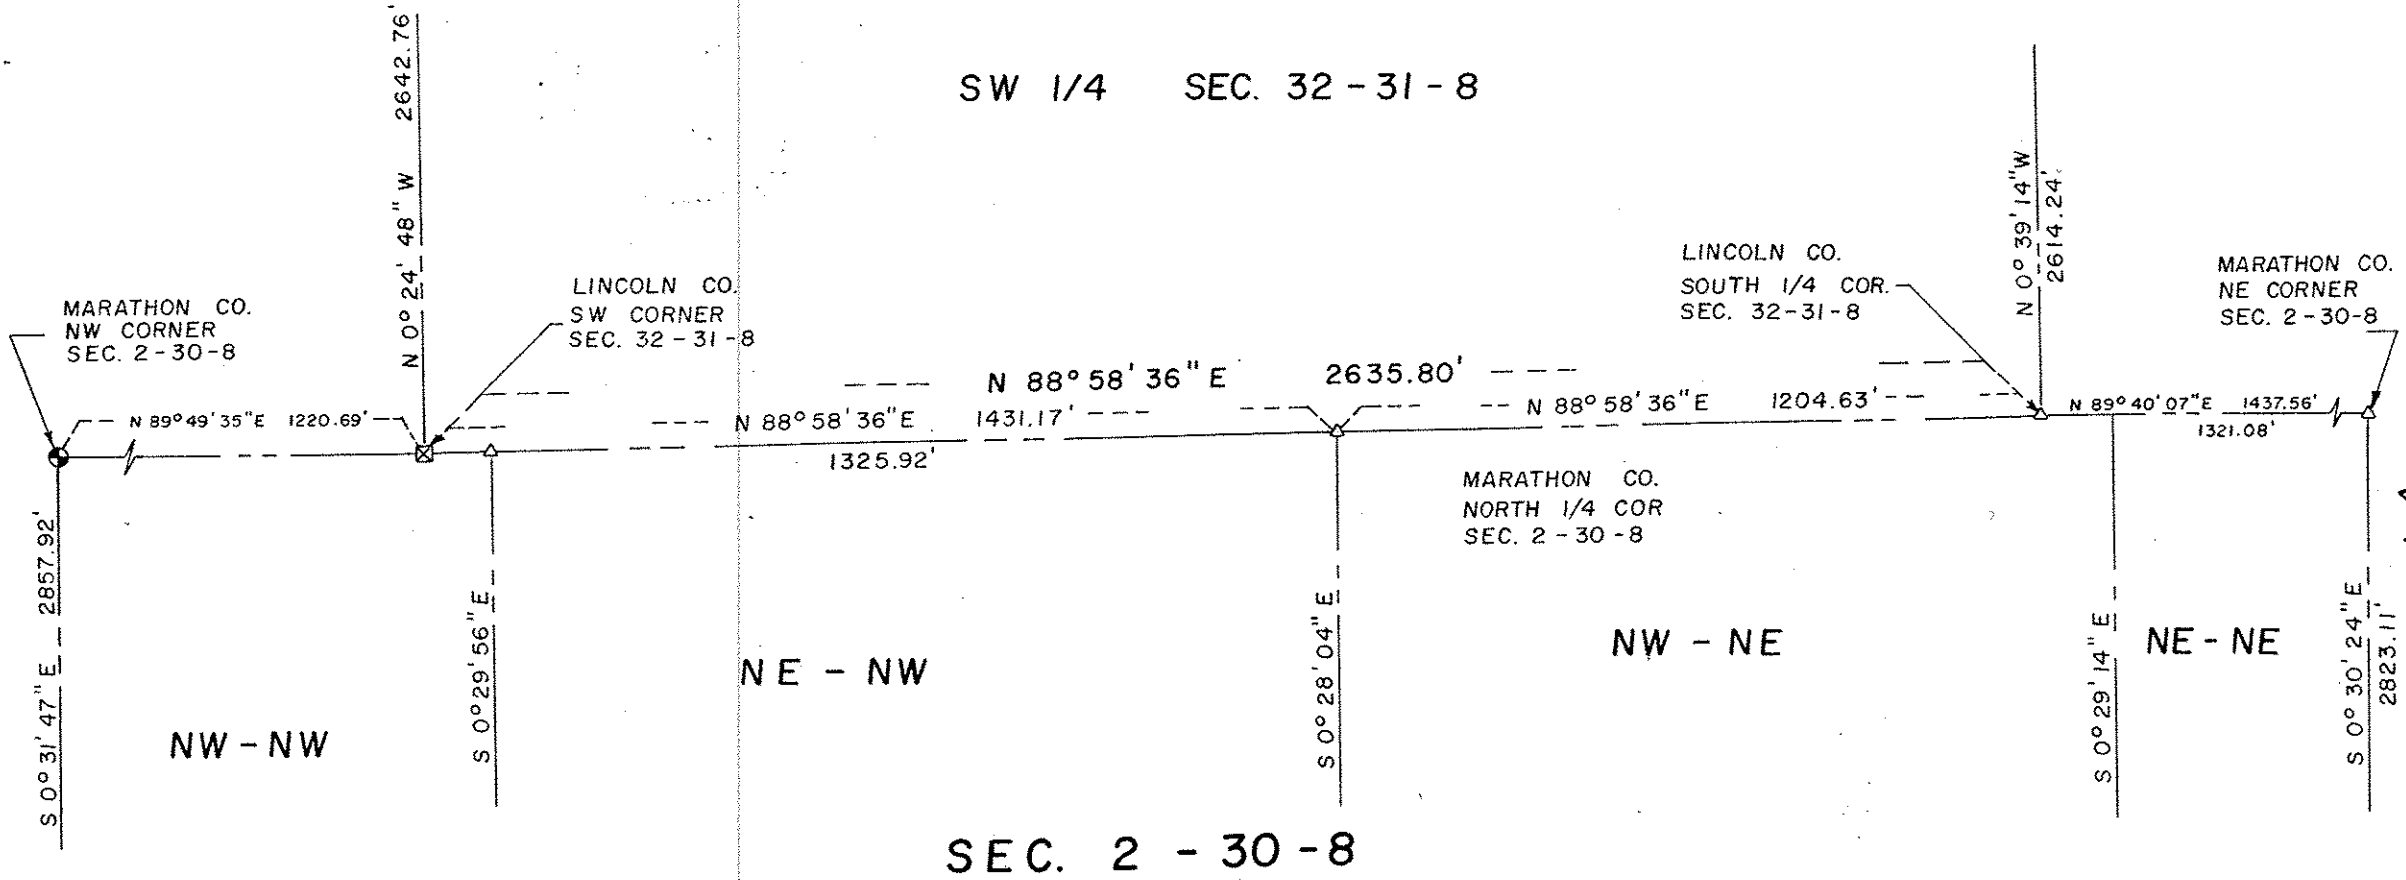 SW 1/4 SEC. 32-31-8
N 0° 24' 48" W 2642.76'
N 0° 39' 14" W
2614.24'
MARATHON CO.
NW CORNER
SEC. 2-30-8
LINCOLN CO.
SW CORNER
SEC. 32-31-8
LINCOLN CO.
SOUTH 1/4 COR.
SEC. 32-31-8
MARATHON CO.
NE CORNER
SEC. 2-30-8
N 88° 58' 36" E 2635.80'
N 89° 49' 35" E 1220.69'
N 88° 58' 36" E 1431.17'
N 88° 58' 36" E 1204.63'
N 89° 40' 07" E 1437.56'
1325.92'
1321.08'
MARATHON CO.
NORTH 1/4 COR
SEC. 2-30-8
S 0° 31' 47" E 2857.92'
S 0° 29' 56" E
S 0° 28' 04" E
S 0° 29' 14" E
S 0° 30' 24" E
2823.11'
NW-NW
NE-NW
NW-NE
NE-NE
SEC. 2-30-8